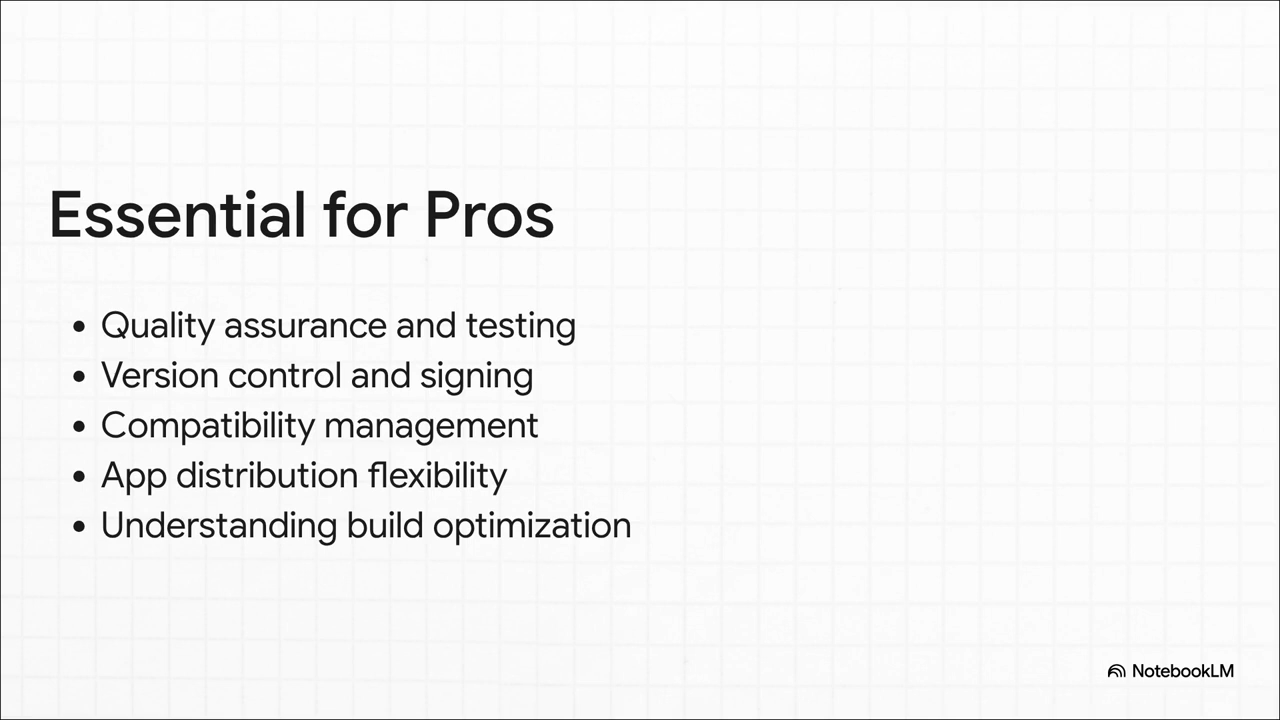 Essential for Pros
• Quality assurance and testing
• Version control and signing
• Compatibility management
• App distribution flexibility
• Understanding build optimization
NotebookLM